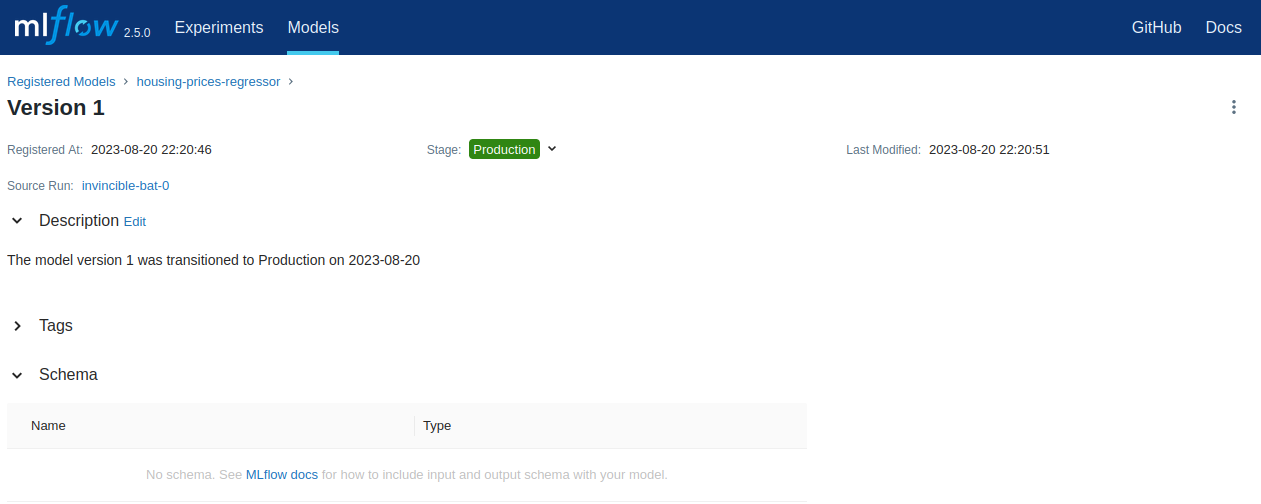 mlflow 2.5.0 Experiments Models GitHub Docs
Registered Models > housing-prices-regressor >
Version 1
Registered At: 2023-08-20 22:20:46 Stage: Production Last Modified: 2023-08-20 22:20:51
Source Run: invincible-bat-0
Description Edit
The model version 1 was transitioned to Production on 2023-08-20
Tags
Schema
Name Type
No schema. See MLflow docs for how to include input and output schema with your model.